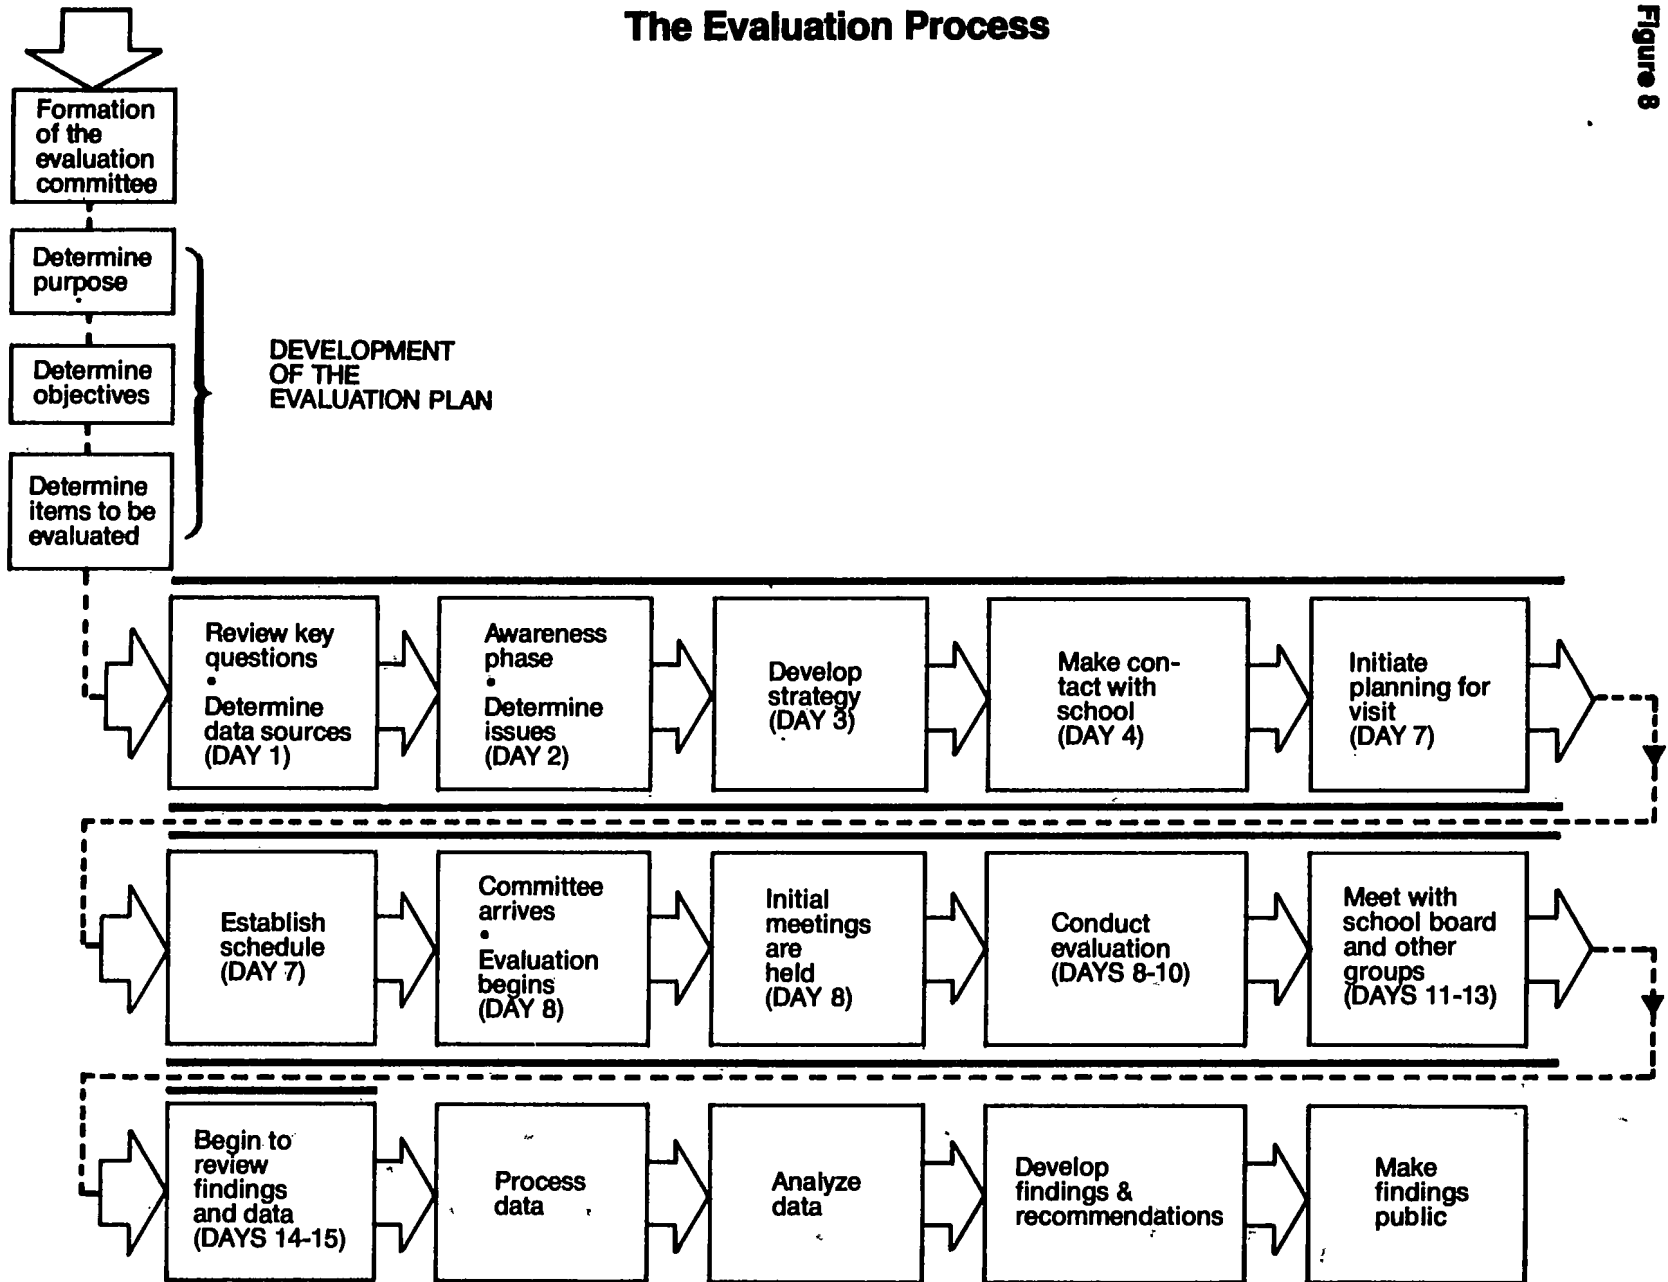 The Evaluation Process
Figure 8
Formation
of the
evaluation
committee
Determine
purpose
Determine
objectives
Determine
items to be
evaluated
DEVELOPMENT
OF THE
EVALUATION PLAN
Review key
questions
•
Determine
data sources
(DAY 1)
Awareness
phase
•
Determine
issues
(DAY 2)
Develop
strategy
(DAY 3)
Make con-
tact with
school
(DAY 4)
Initiate
planning for
visit
(DAY 7)
Establish
schedule
(DAY 7)
Committee
arrives
•
Evaluation
begins
(DAY 8)
Initial
meetings
are
held
(DAY 8)
Conduct
evaluation
(DAYS 8-10)
Meet with
school board
and other
groups
(DAYS 11-13)
Begin to
review
findings
and data
(DAYS 14-15)
Process
data
Analyze
data
Develop
findings &
recommendations
Make
findings
public